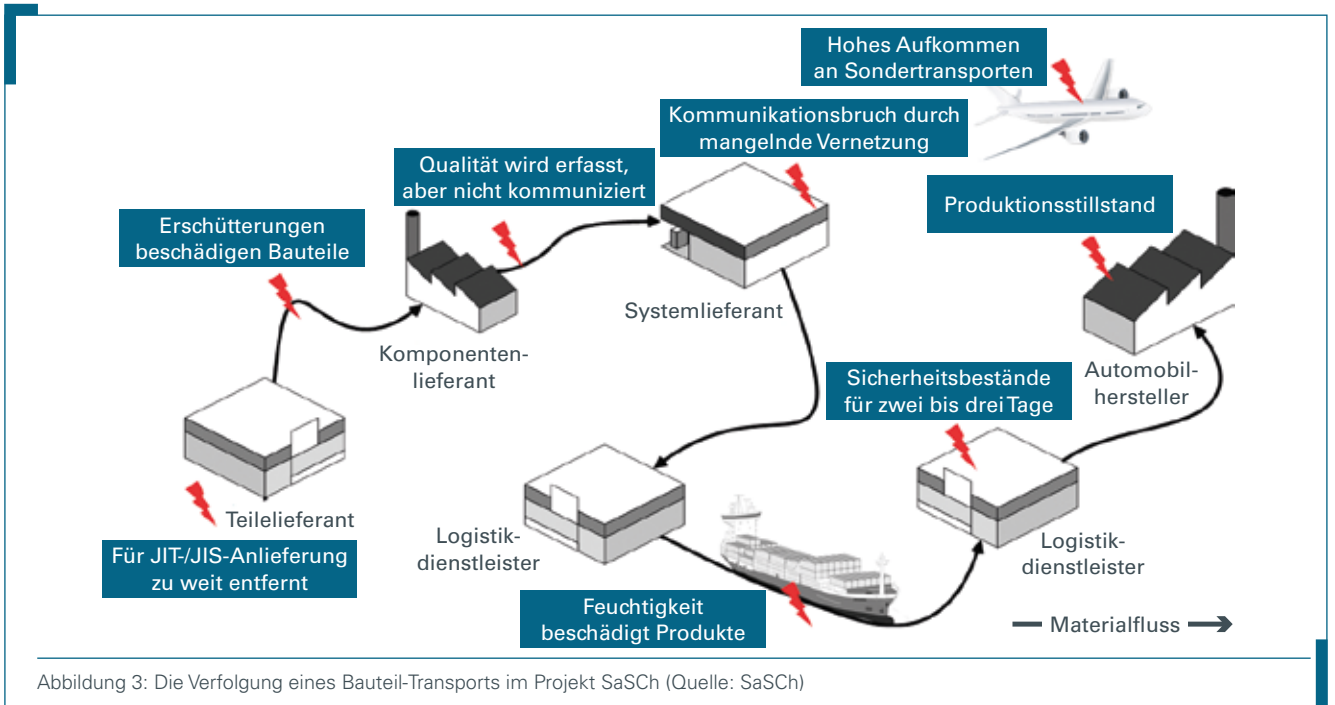 Hohes Aufkommen
an Sondertransporten
Kommunikationsbruch durch
mangelnde Vernetzung
Qualität wird erfasst,
aber nicht kommuniziert
Produktionsstillstand
Erschütterungen
beschädigen Bauteile
Systemlieferant
Komponenten-
lieferant
Sicherheitsbestände
für zwei bis drei Tage
Automobil-
hersteller
Teilelieferant
Für JIT-/JIS-Anlieferung
zu weit entfernt
Logistik-
dienstleister
Logistik-
dienstleister
Feuchtigkeit
beschädigt Produkte
Materialfluss
Abbildung 3: Die Verfolgung eines Bauteil-Transports im Projekt SaSCh (Quelle: SaSCh)